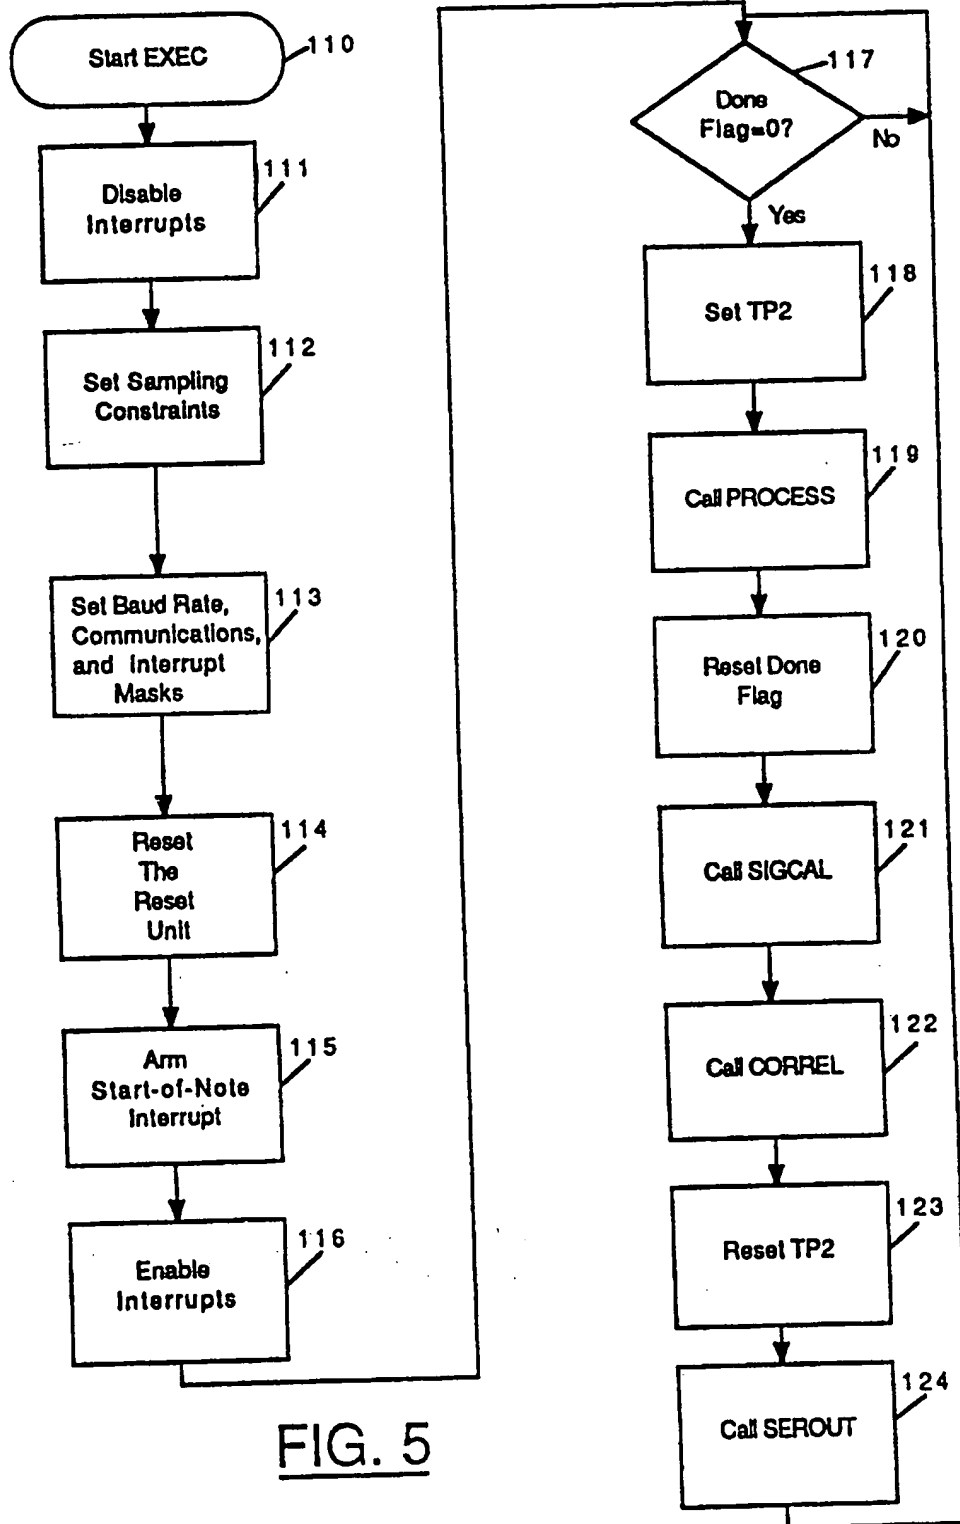 Start EXEC
110
Disable
Interrupts
111
Set Sampling
Constraints
112
Set Baud Rate,
Communications,
and Interrupt
Masks
113
Reset
The
Reset
Unit
114
Arm
Start-of-Note
Interrupt
115
Enable
Interrupts
116
Done
Flag=0?
117
No
Yes
Set TP2
118
Call PROCESS
119
Reset Done
Flag
120
Call SIGCAL
121
Call CORREL
122
Reset TP2
123
Call SEROUT
124
FIG. 5